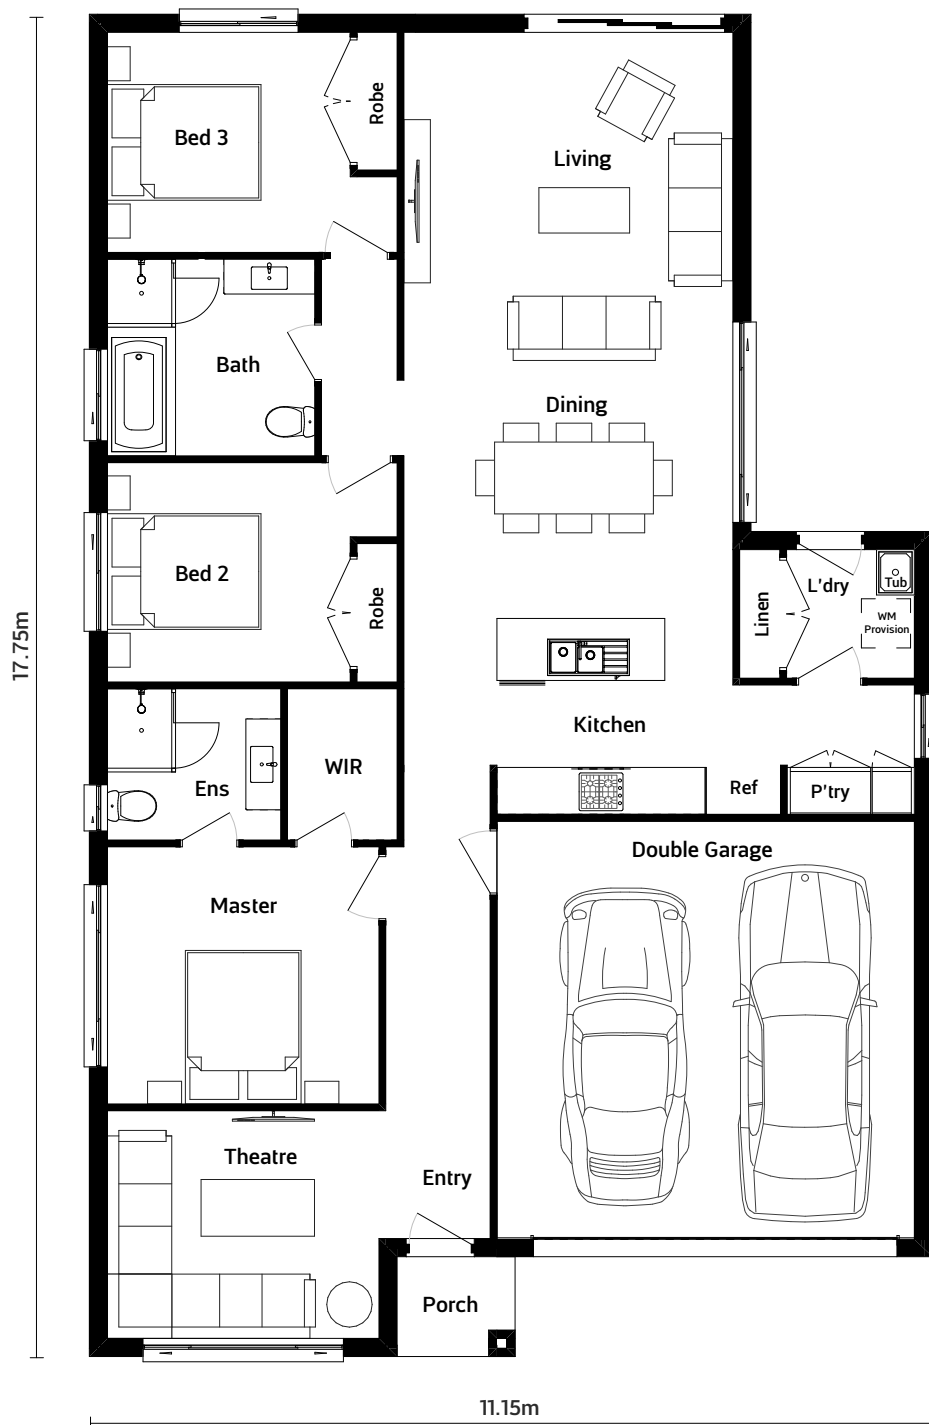 Bed 3
Robe
Living
Bath
Dining
Bed 2
Robe
Linen
L'dry
Tub
WM
Provision
17.75m
Kitchen
Ens
WIR
Ref
P'try
Double Garage
Master
Theatre
Entry
Porch
11.15m